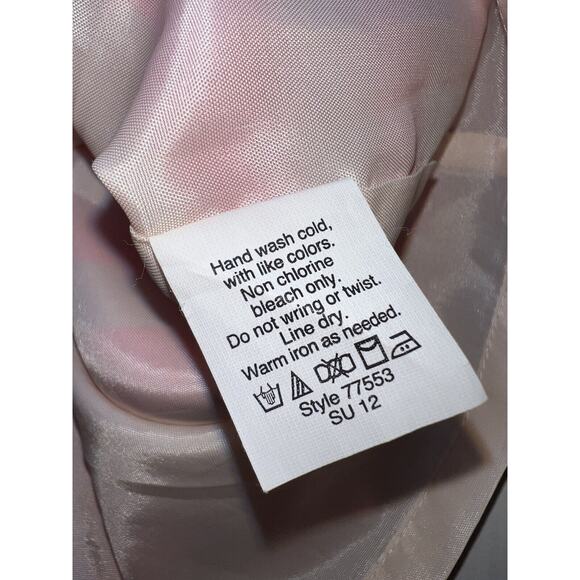 Hand wash cold,
with like colors.
Non chlorine
bleach only.
Do not wring or twist.
Line dry.
Warm iron as needed.
Style 77553
SU 12